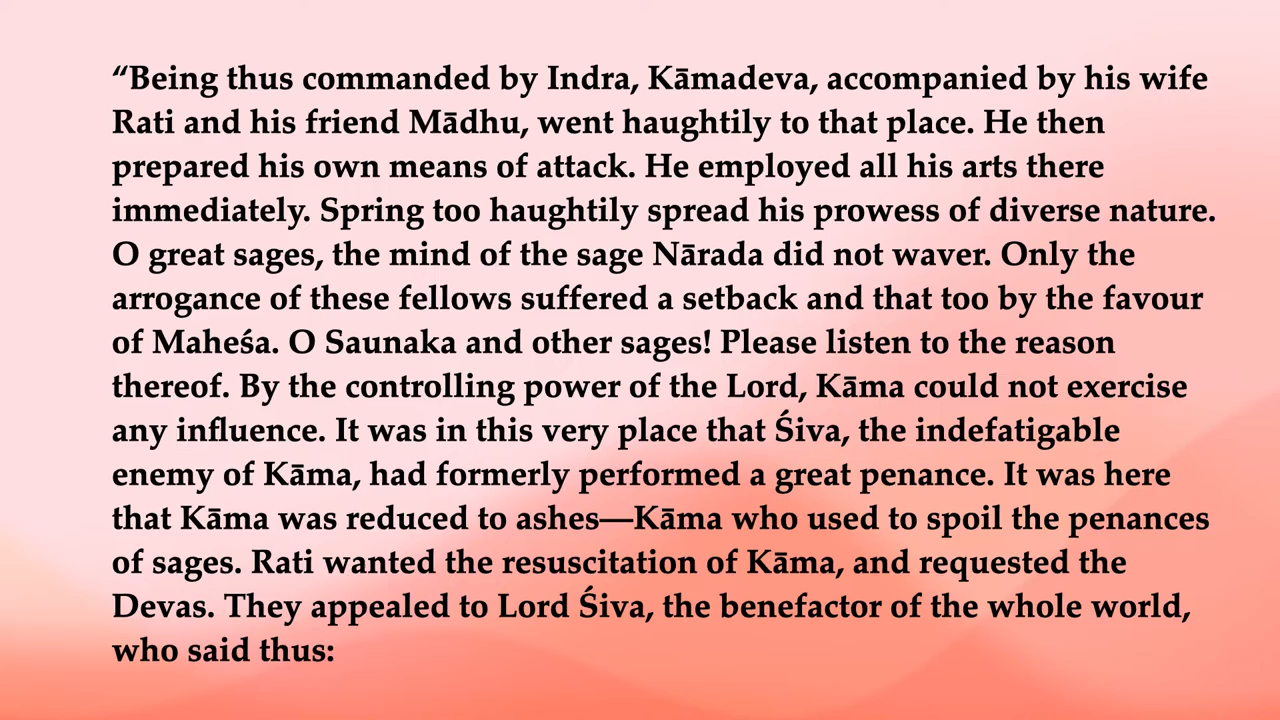 “Being thus commanded by Indra, Kāmadeva, accompanied by his wife
Rati and his friend Mādhu, went haughtily to that place. He then
prepared his own means of attack. He employed all his arts there
immediately. Spring too haughtily spread his prowess of diverse nature.
O great sages, the mind of the sage Nārada did not waver. Only the
arrogance of these fellows suffered a setback and that too by the favour
of Maheśa. O Saunaka and other sages! Please listen to the reason
thereof. By the controlling power of the Lord, Kāma could not exercise
any influence. It was in this very place that Śiva, the indefatigable
enemy of Kāma, had formerly performed a great penance. It was here
that Kāma was reduced to ashes—Kāma who used to spoil the penances
of sages. Rati wanted the resuscitation of Kāma, and requested the
Devas. They appealed to Lord Śiva, the benefactor of the whole world,
who said thus: